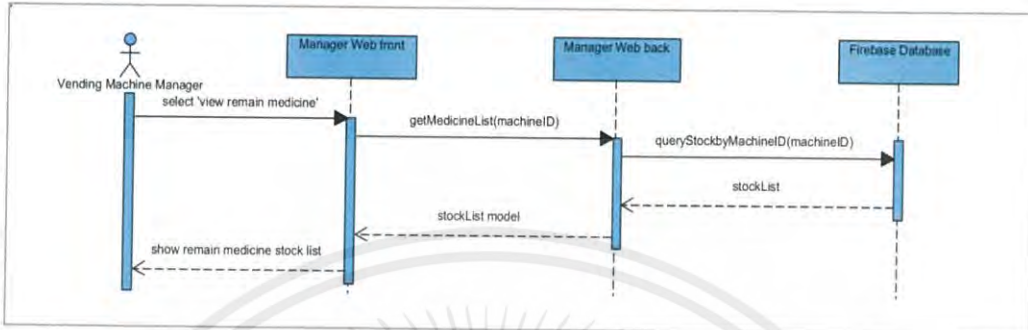 Manager Web front
Manager Web back
Firebase Database
Vending Machine Manager
select 'view remain medicine'
getMedicineList(machineID)
queryStockbyMachineID(machineID)
stockList
stockList model
show remain medicine stock list